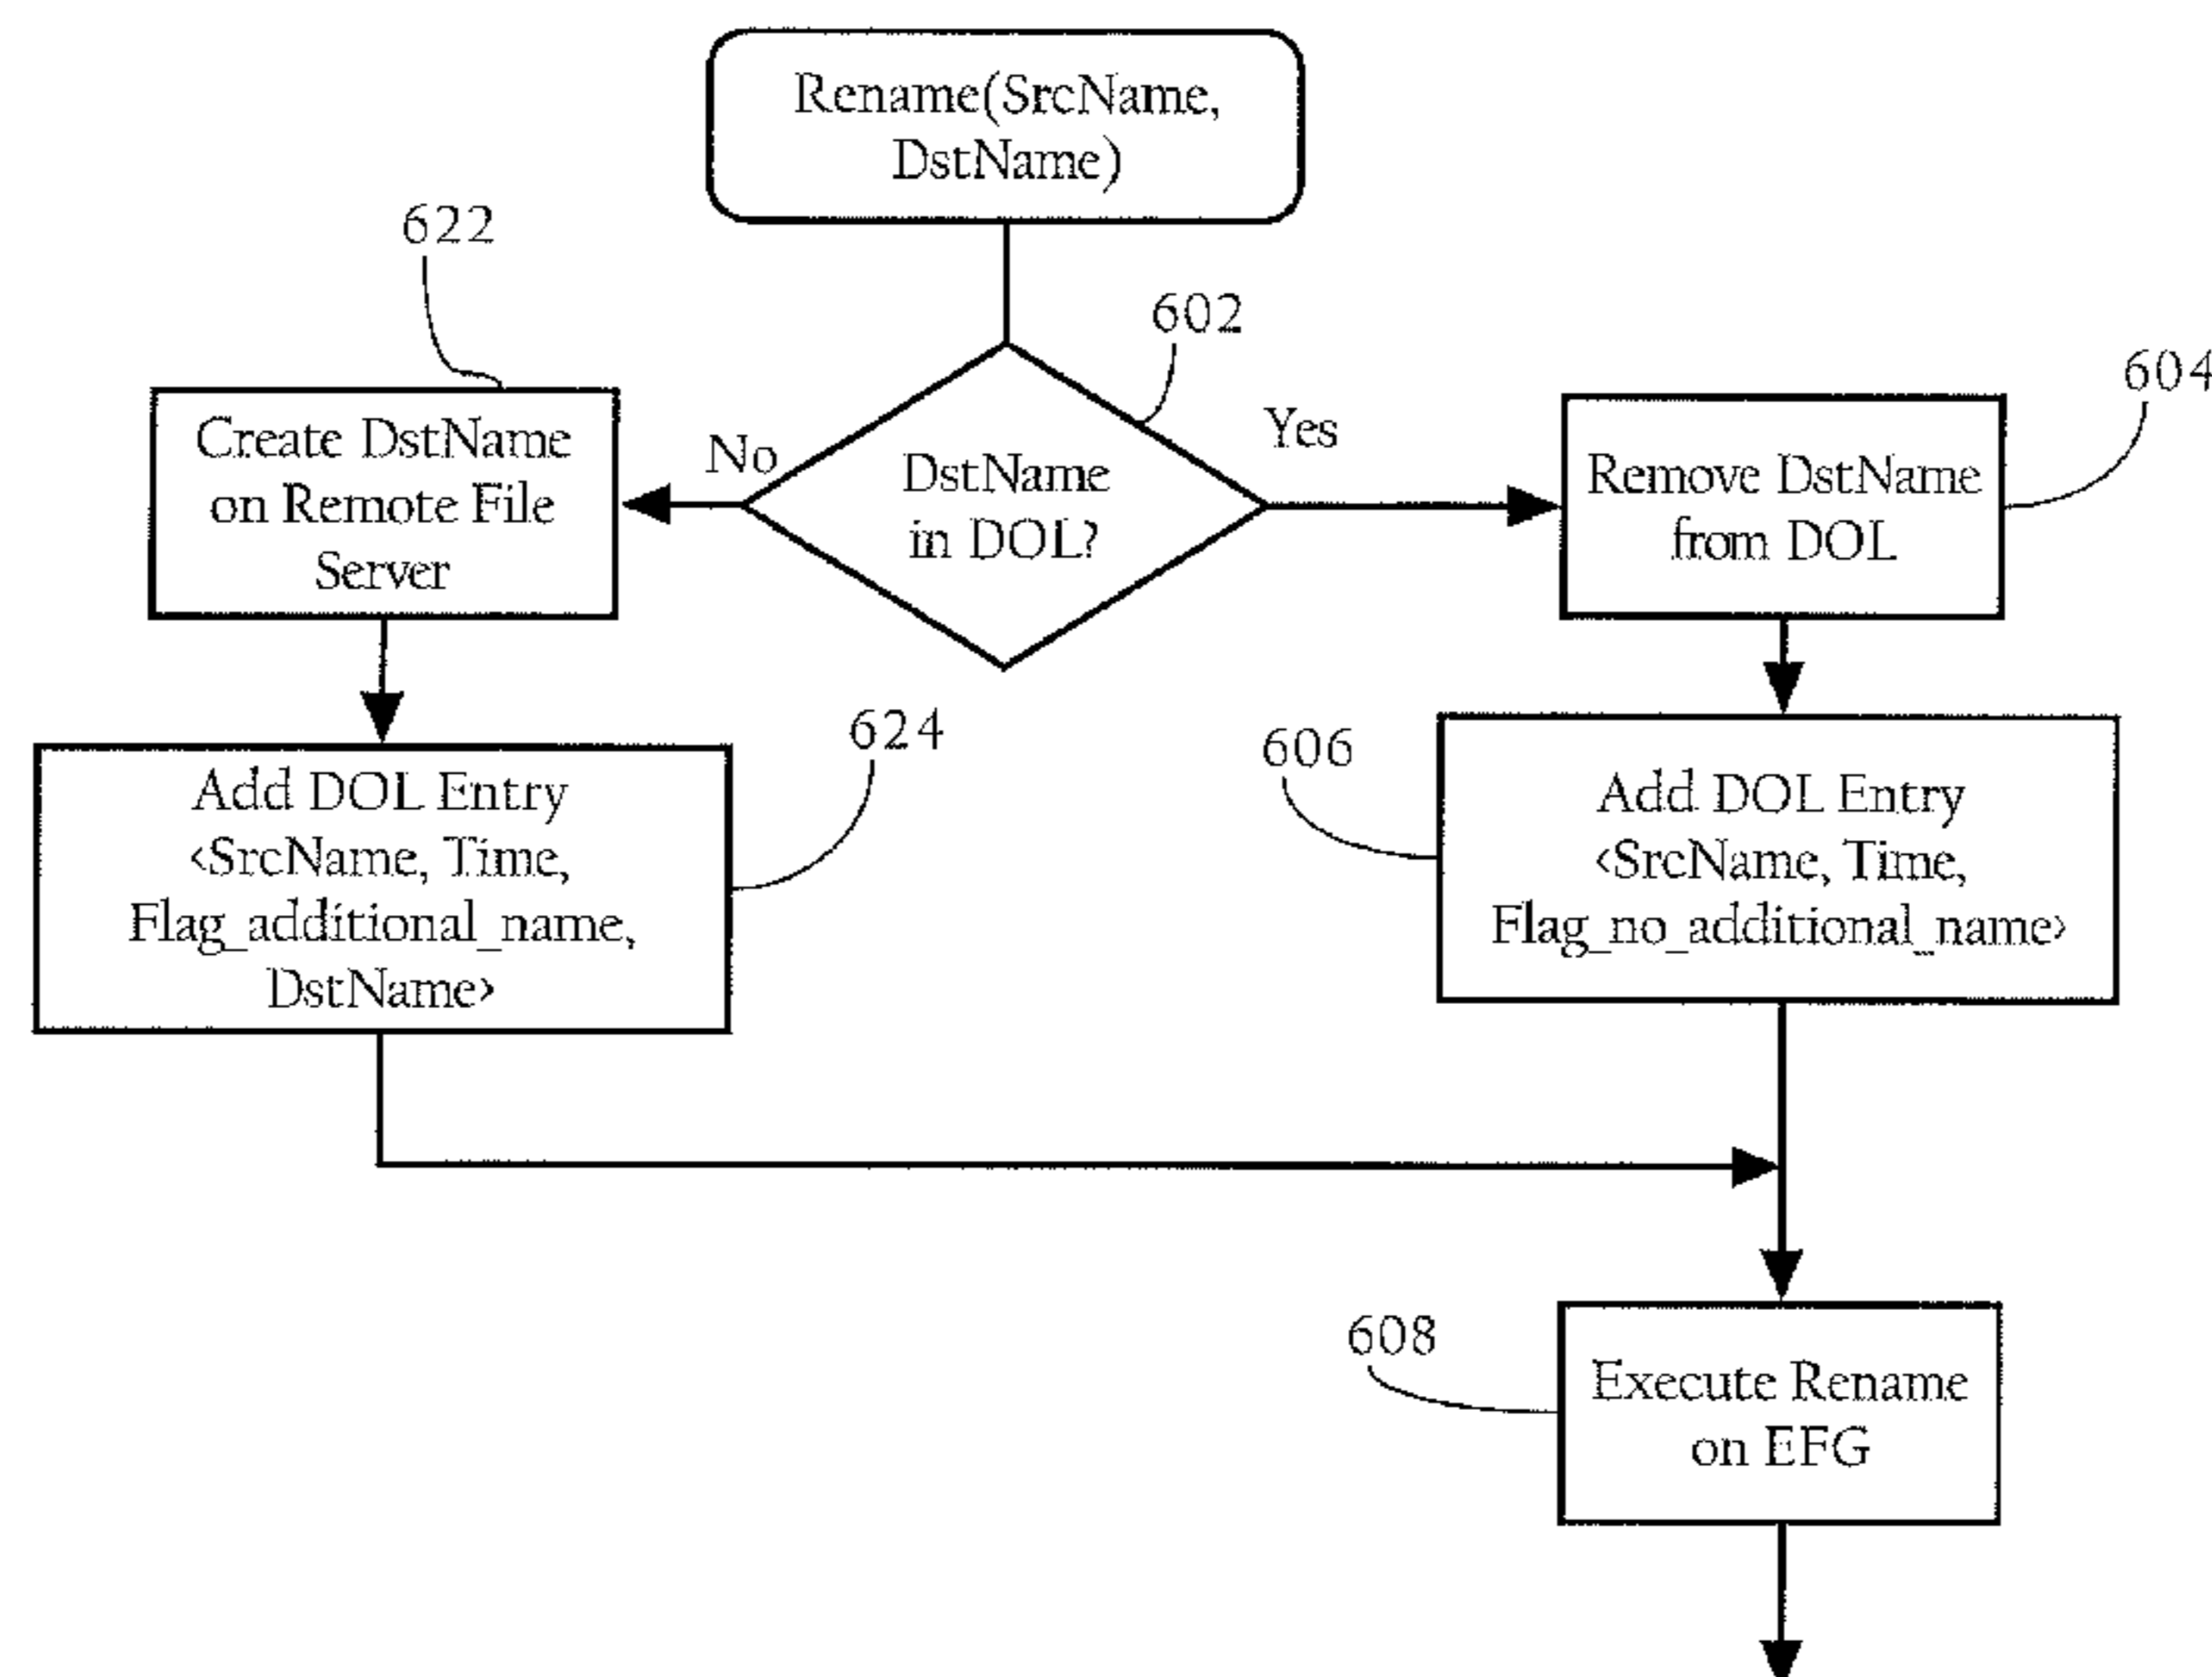 Rename(SrcName,
DstName)
622
602
604
Create DstName
on Remote File
Server
No
DstName
in DOL?
Yes
Remove DstName
from DOL
624
606
Add DOL Entry
‹SrcName, Time,
Flag_additional_name,
DstName›
Add DOL Entry
‹SrcName, Time,
Flag_no_additional_name›
608
Execute Rename
on EFG